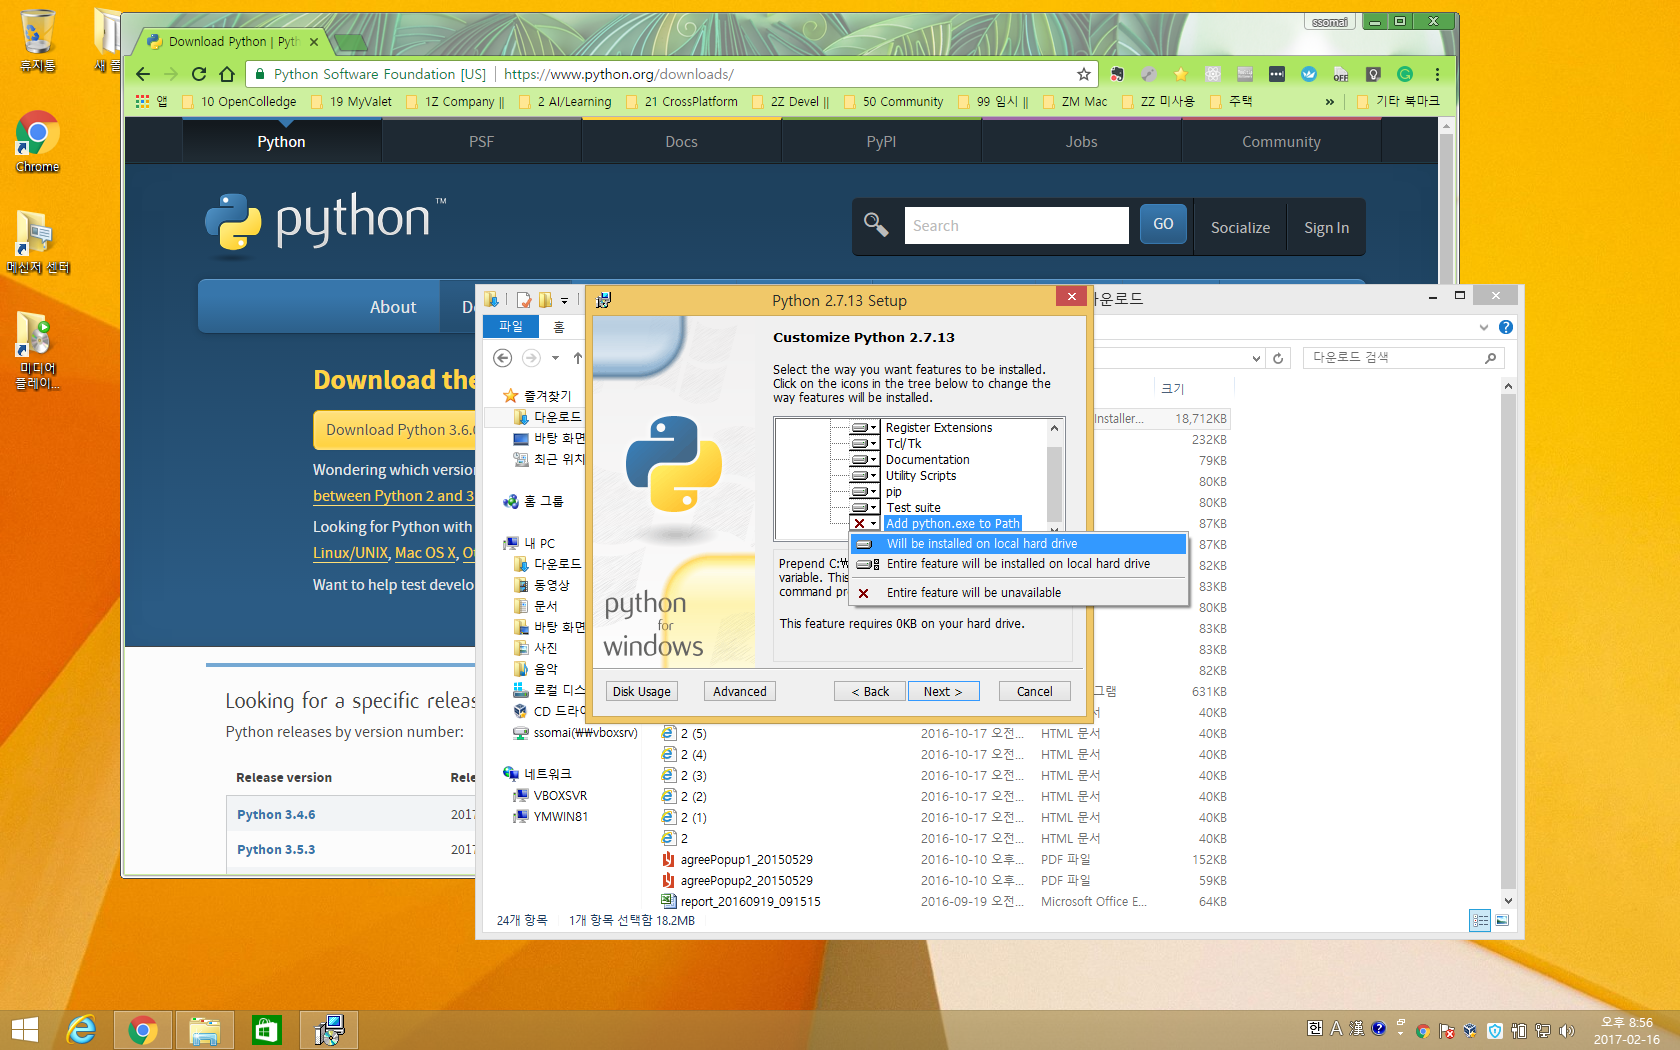 휴지통
새 폴
Chrome
메신저 센터
미디어
플레이...
ssomai
Download Python | Pyth
Python Software Foundation [US]
https://www.python.org/downloads/
OFF
앱
10 OpenColledge
19 MyValet
1Z Company ||
2 AI/Learning
21 CrossPlatform
2Z Devel ||
50 Community
99 임시 ||
ZM Mac
ZZ 미사용
주택
»
기타 북마크
Python
PSF
Docs
PyPI
Jobs
Community
python™
Search
GO
Socialize
Sign In
About
Download the
Download Python 3.6.0
Wondering which version
between Python 2 and 3
Looking for Python with
Linux/UNIX, Mac OS X, Ot
Want to help test develo
Looking for a specific releas
Python releases by version number:
Release version
Rele
Python 3.4.6
2017
Python 3.5.3
2017
다운로드
파일
홈
다운로드 검색
즐겨찾기
다운로드
바탕 화면
최근 위치
홈 그룹
내 PC
다운로드
동영상
문서
바탕 화면
사진
음악
로컬 디스
CD 드라이
ssomai(₩₩vboxsrv)
네트워크
VBOXSVR
YMWIN81
크기
Installer...
18,712KB
232KB
79KB
80KB
80KB
87KB
87KB
82KB
83KB
80KB
83KB
83KB
82KB
그램
631KB
서
40KB
2 (5)
2016-10-17 오전...
HTML 문서
40KB
2 (4)
2016-10-17 오전...
HTML 문서
40KB
2 (3)
2016-10-17 오전...
HTML 문서
40KB
2 (2)
2016-10-17 오전...
HTML 문서
40KB
2 (1)
2016-10-17 오전...
HTML 문서
40KB
2
2016-10-17 오전...
HTML 문서
40KB
agreePopup1_20150529
2016-10-10 오후...
PDF 파일
152KB
agreePopup2_20150529
2016-10-10 오후...
PDF 파일
59KB
report_20160919_091515
2016-09-19 오전...
Microsoft Office E...
64KB
24개 항목
1개 항목 선택함 18.2MB
Python 2.7.13 Setup
Customize Python 2.7.13
Select the way you want features to be installed.
Click on the icons in the tree below to change the
way features will be installed.
Register Extensions
Tcl/Tk
Documentation
Utility Scripts
pip
Test suite
Add python.exe to Path
Will be installed on local hard drive
Entire feature will be installed on local hard drive
Entire feature will be unavailable
Prepend C:₩
variable. This
command pr
This feature requires 0KB on your hard drive.
python
for
windows
Disk Usage
Advanced
< Back
Next >
Cancel
한
A
漢
오후 8:56
2017-02-16